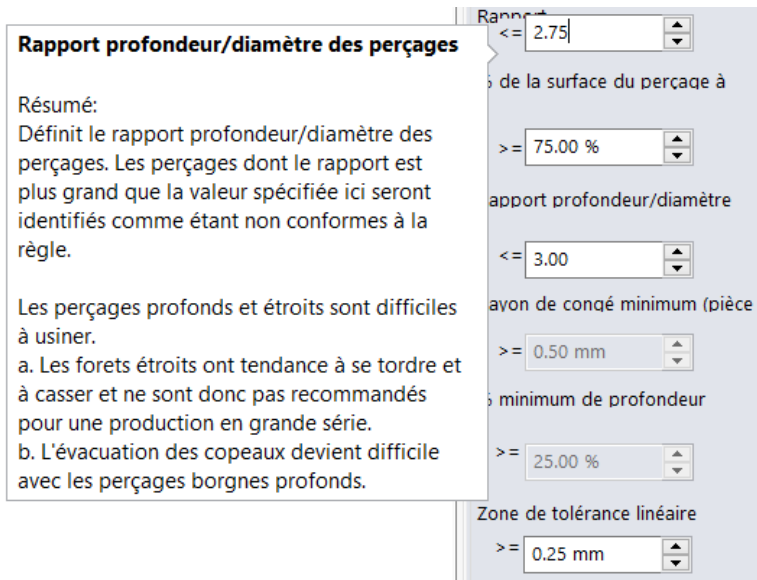 Rapport profondeur/diamètre des perçages
Résumé:
Définit le rapport profondeur/diamètre des
perçages. Les perçages dont le rapport est
plus grand que la valeur spécifiée ici seront
identifiés comme étant non conformes à la
règle.
Les perçages profonds et étroits sont difficiles
à usiner.
a. Les forets étroits ont tendance à se tordre et
à casser et ne sont donc pas recommandés
pour une production en grande série.
b. L'évacuation des copeaux devient difficile
avec les perçages borgnes profonds.
Rapport
<= 2.75
% de la surface du perçage à
>= 75.00 %
apport profondeur/diamètre
<= 3.00
ayon de congé minimum (pièce
>= 0.50 mm
% minimum de profondeur
>= 25.00 %
Zone de tolérance linéaire
>= 0.25 mm